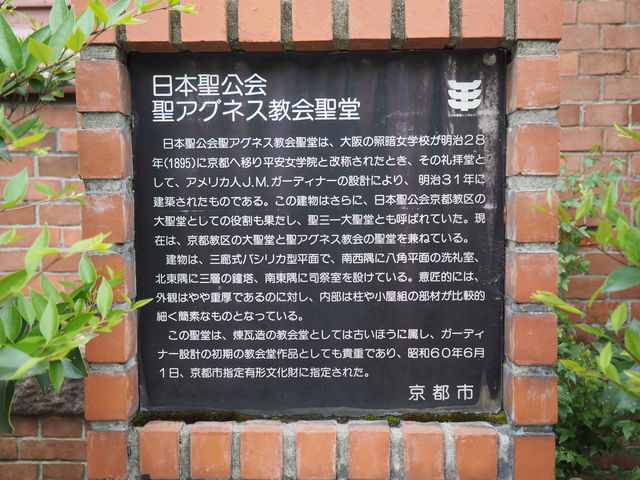 日本聖公会
聖アグネス教会聖堂
日本聖公会聖アグネス教会聖堂は、大阪の照暗女学校が明治28
年(1895)に京都へ移り平安女学院と改称されたとき、その礼拝堂と
して、アメリカ人J.M.ガーディナーの設計により、明治31年に
建築されたものである。この建物はさらに、日本聖公会京都教区の
大聖堂としての役割も果たし、聖三一大聖堂とも呼ばれていた。現
在は、京都教区の大聖堂と聖アグネス教会の聖堂を兼ねている。
建物は、三廊式バシリカ型平面で、南西隅に八角平面の洗礼室、
北東隅に三層の鐘塔、南東隅に司祭室を設けている。意匠的には、
外観はやや重厚であるのに対し、内部は柱や小屋組の部材が比較的
細く簡素なものとなっている。
この聖堂は、煉瓦造の教会堂としては古いほうに属し、ガーディ
ナー設計の初期の教会堂作品としても貴重であり、昭和60年6月
1日、京都市指定有形文化財に指定された。
京都市